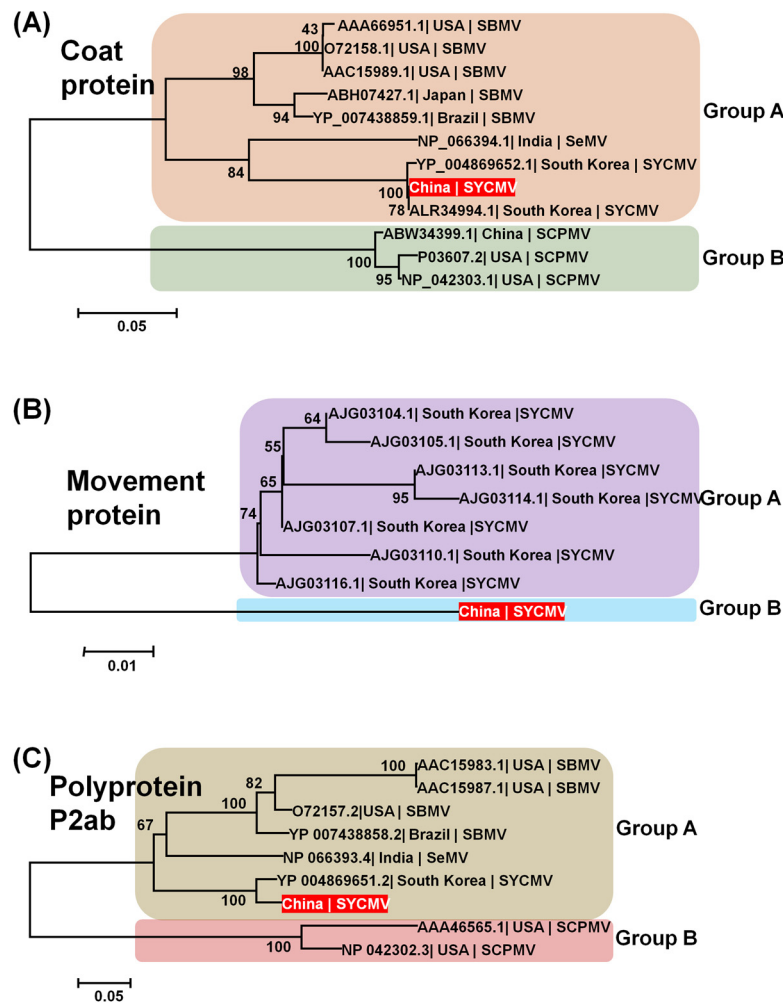 (A)
Coat
protein
43
AAA66951.1| USA | SBMV
100
O72158.1| USA | SBMV
AAC15989.1| USA | SBMV
98
ABH07427.1| Japan | SBMV
94
YP_007438859.1| Brazil | SBMV
Group A
NP_066394.1| India | SeMV
84
YP_004869652.1| South Korea | SYCMV
100
China | SYCMV
78
ALR34994.1| South Korea | SYCMV
ABW34399.1| China | SCPMV
100
P03607.2| USA | SCPMV
Group B
95
NP_042303.1| USA | SCPMV
0.05
(B)
Movement
protein
64
AJG03104.1| South Korea |SYCMV
55
AJG03105.1| South Korea |SYCMV
65
AJG03113.1| South Korea |SYCMV
95
AJG03114.1| South Korea |SYCMV
Group A
74
AJG03107.1| South Korea |SYCMV
AJG03110.1| South Korea |SYCMV
AJG03116.1| South Korea |SYCMV
China | SYCMV
Group B
0.01
(C)
Polyprotein
P2ab
100
AAC15983.1| USA | SBMV
82
AAC15987.1| USA | SBMV
100
O72157.2|USA | SBMV
67
YP 007438858.2| Brazil | SBMV
Group A
NP 066393.4| India | SeMV
YP 004869651.2| South Korea | SYCMV
100
China | SYCMV
AAA46565.1| USA | SCPMV
100
NP 042302.3| USA | SCPMV
Group B
0.05